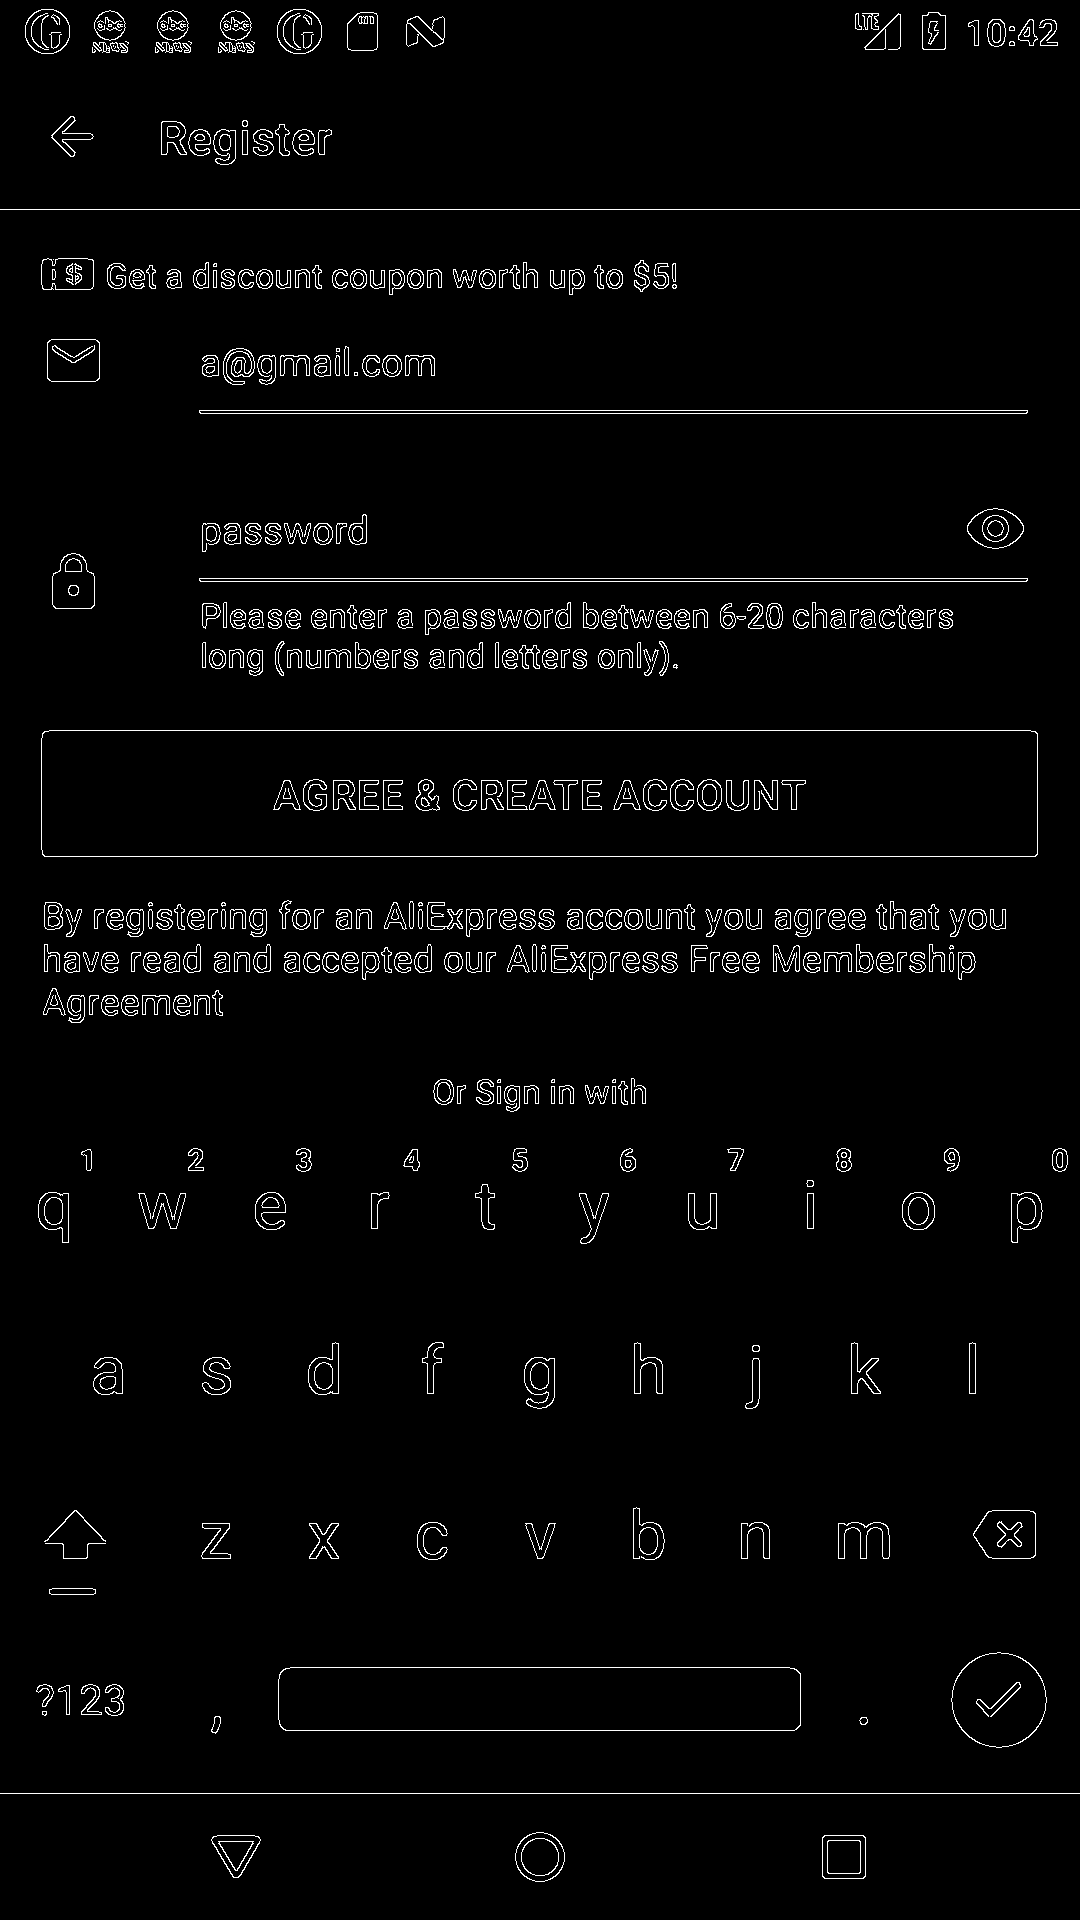 abc NEWS abc NEWS abc NEWS LTE 10:42
Register
Get a discount coupon worth up to $5!
a@gmail.com
password
Please enter a password between 6-20 characters
long (numbers and letters only).
AGREE & CREATE ACCOUNT
By registering for an AliExpress account you agree that you
have read and accepted our AliExpress Free Membership
Agreement
Or Sign in with
1 2 3 4 5 6 7 8 9 0
q w e r t y u i o p
a s d f g h j k l
z x c v b n m
?123 , .